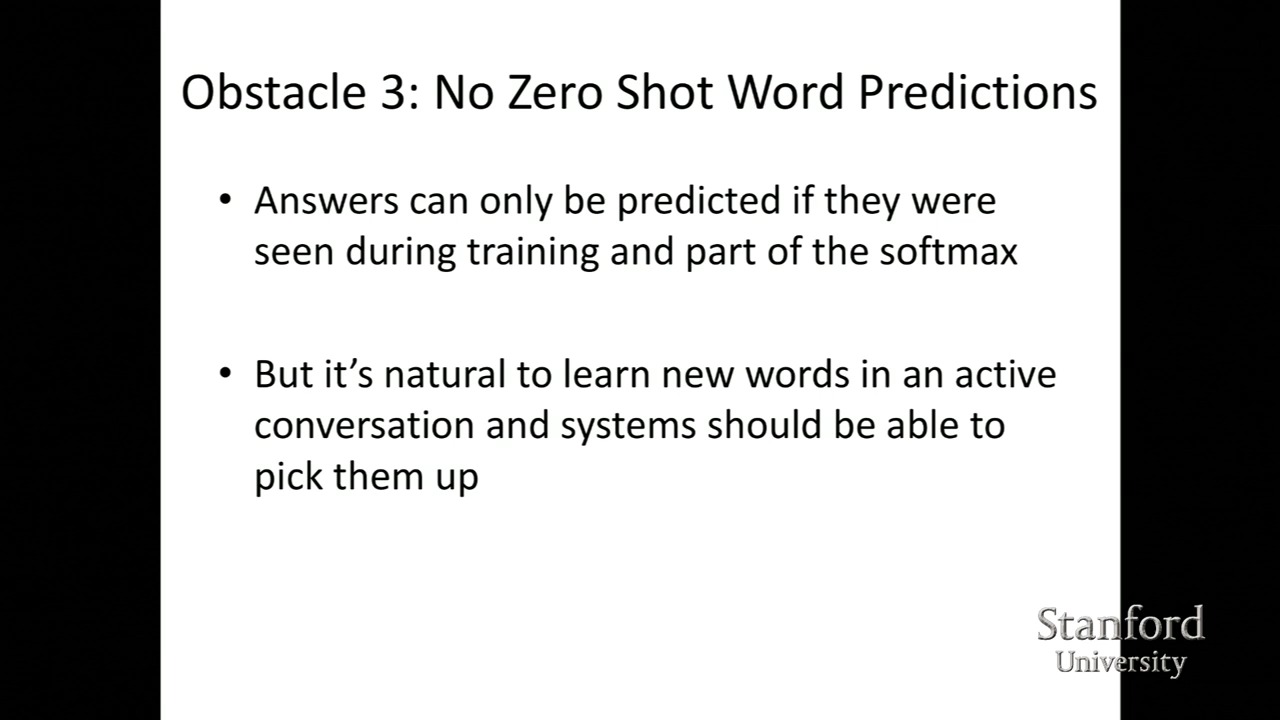 Obstacle 3: No Zero Shot Word Predictions
• Answers can only be predicted if they were
seen during training and part of the softmax
• But it’s natural to learn new words in an active
conversation and systems should be able to
pick them up
Stanford
University